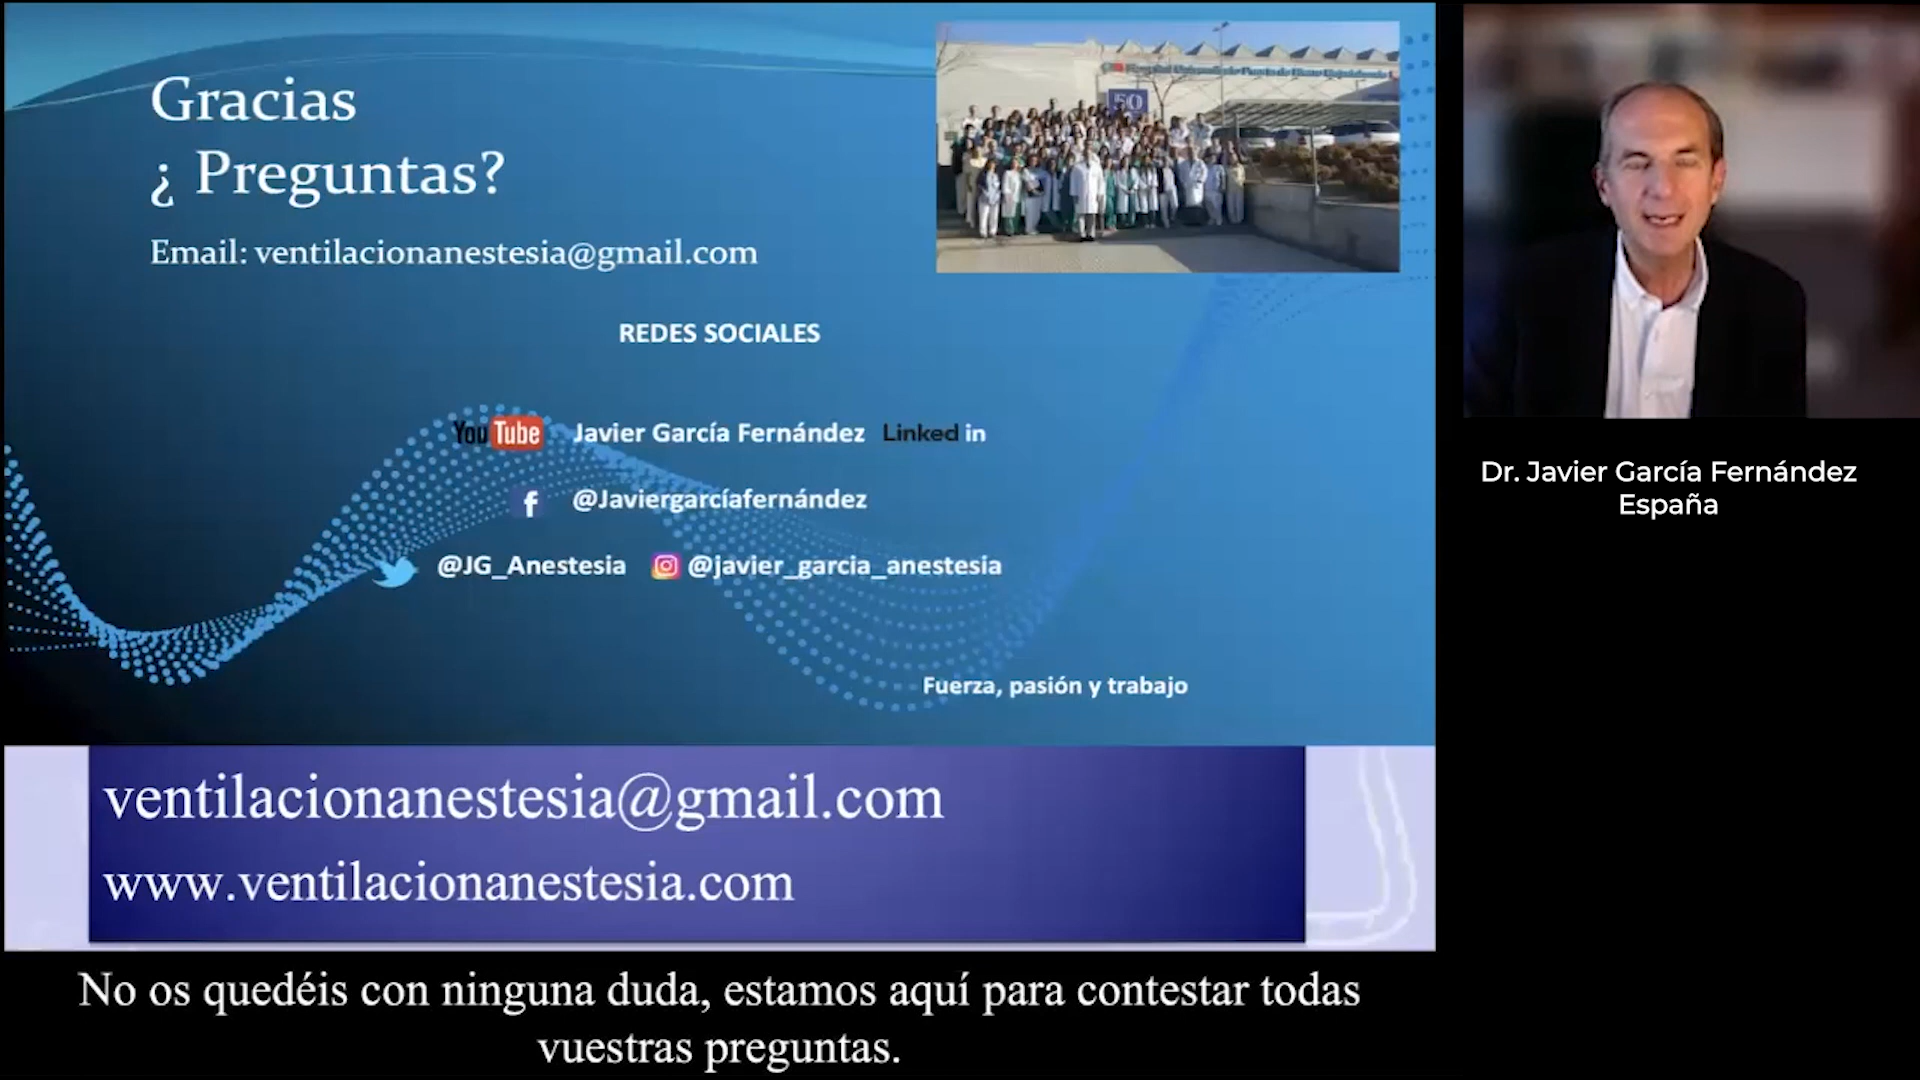 Gracias
¿ Preguntas?
Email: ventilacionanestesia@gmail.com
50
REDES SOCIALES
YouTube Javier García Fernández Linked in
f @Javiergarcíafernández
@JG_Anestesia @javier_garcia_anestesia
Fuerza, pasión y trabajo
ventilacionanestesia@gmail.com
www.ventilacionanestesia.com
No os quedéis con ninguna duda, estamos aquí para contestar todas
vuestras preguntas.
Dr. Javier García Fernández
España